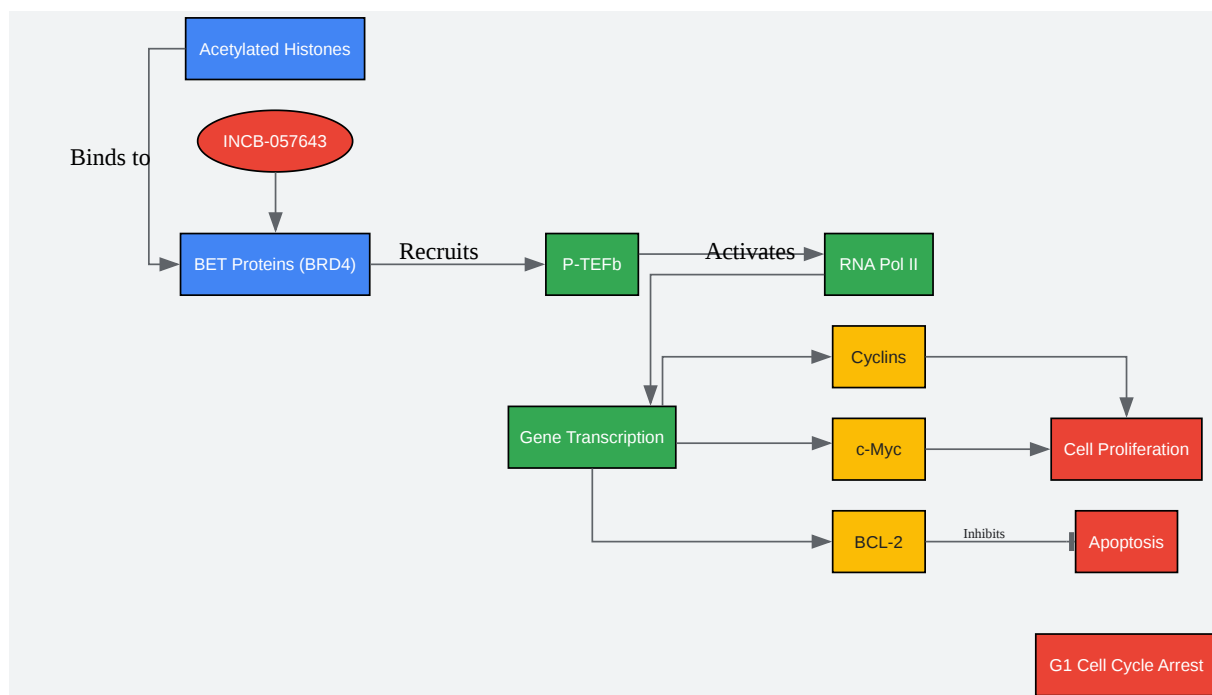 Acetylated Histones
INCB-057643
Binds to
BET Proteins (BRD4)
Recruits
P-TEFb
Activates
RNA Pol II
Cyclins
Gene Transcription
c-Myc
Cell Proliferation
BCL-2
Inhibits
Apoptosis
G1 Cell Cycle Arrest